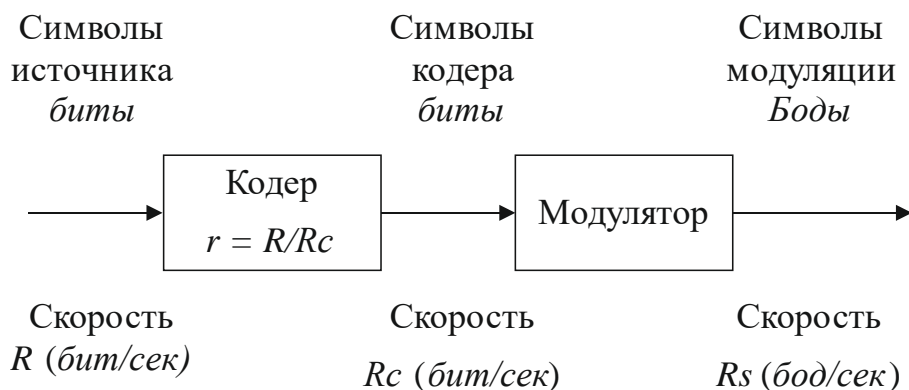 Символы
источника
биты
Символы
кодера
биты
Символы
модуляции
Боды
Кодер
r = R/Rc
Модулятор
Скорость
R (бит/сек)
Скорость
Rc (бит/сек)
Скорость
Rs (бод/сек)